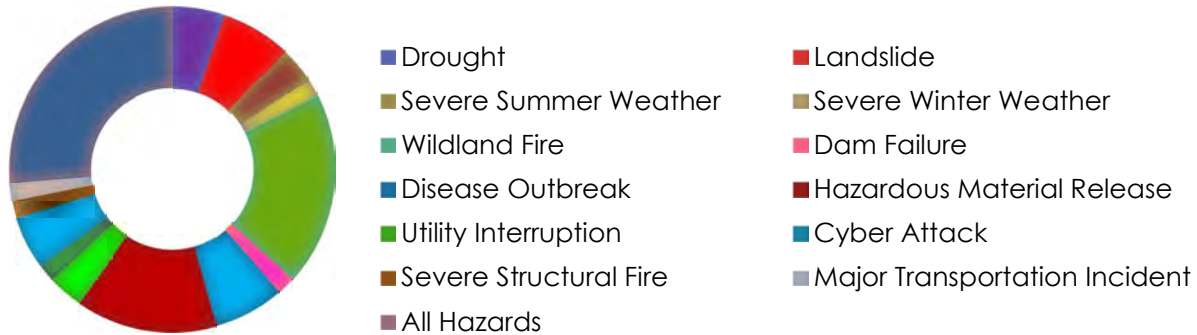 Drought
Landslide
Severe Summer Weather
Severe Winter Weather
Wildland Fire
Dam Failure
Disease Outbreak
Hazardous Material Release
Utility Interruption
Cyber Attack
Severe Structural Fire
Major Transportation Incident
All Hazards